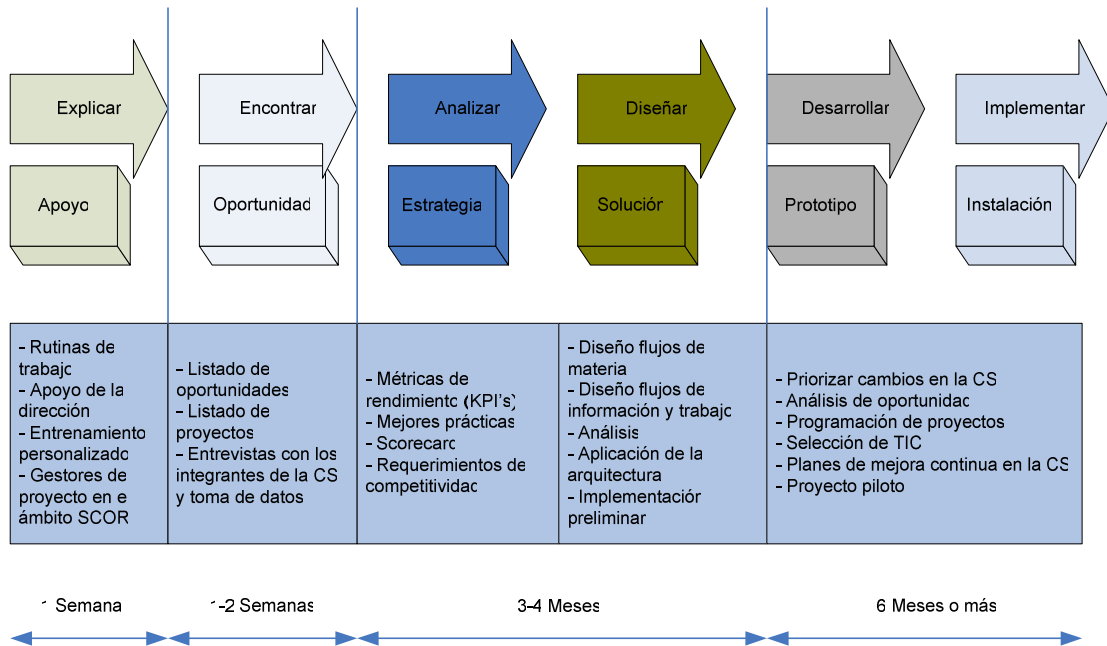 Explicar
Encontrar
Analizar
Diseñar
Desarrollar
Implementar
Apoyo
Oportunidad
Estrategia
Solución
Prototipo
Instalación
- Rutinas de
trabajo
- Apoyo de la
dirección
- Entrenamiento
personalizado
- Gestores de
proyecto en e
ámbito SCOR
- Listado de
oportunidades
- Listado de
proyectos
- Entrevistas con los
integrantes de la CS
y toma de datos
- Métricas de
rendimiento (KPI's)
- Mejores prácticas
- Scorecard
- Requerimientos de
competitividad
- Diseño flujos de
materia
- Diseño flujos de
información y trabajo
- Análisis
- Aplicación de la
arquitectura
- Implementación
preliminar
- Priorizar cambios en la CS
- Análisis de oportunidad
- Programación de proyectos
- Selección de TIC
- Planes de mejora continua en la CS
- Proyecto piloto
1 Semana
1-2 Semanas
3-4 Meses
6 Meses o más